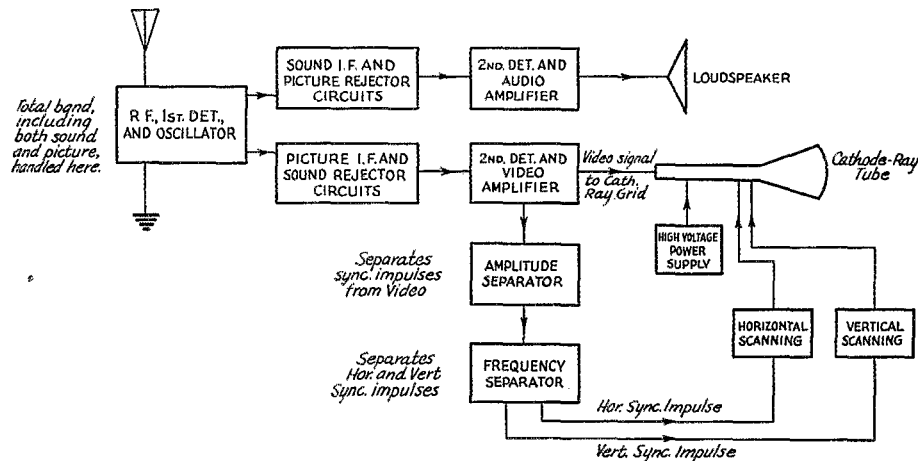 Total band,
including
both sound
and picture,
handled here.
R F., 1ST. DET.,
AND OSCILLATOR
SOUND I.F. AND
PICTURE REJECTOR
CIRCUITS
2ND. DET. AND
AUDIO
AMPLIFIER
LOUDSPEAKER
PICTURE I.F. AND
SOUND REJECTOR
CIRCUITS
2ND. DET. AND
VIDEO
AMPLIFIER
Video signal
to Cath.
Ray Grid
Cathode-Ray
Tube
HIGH VOLTAGE
POWER
SUPPLY
Separates
sync. impulses
from Video
AMPLITUDE
SEPARATOR
HORIZONTAL
SCANNING
VERTICAL
SCANNING
Separates
Hor. and Vert
Sync. impulses
FREQUENCY
SEPARATOR
Hor. Sync. Impulse
Vert. Sync. Impulse